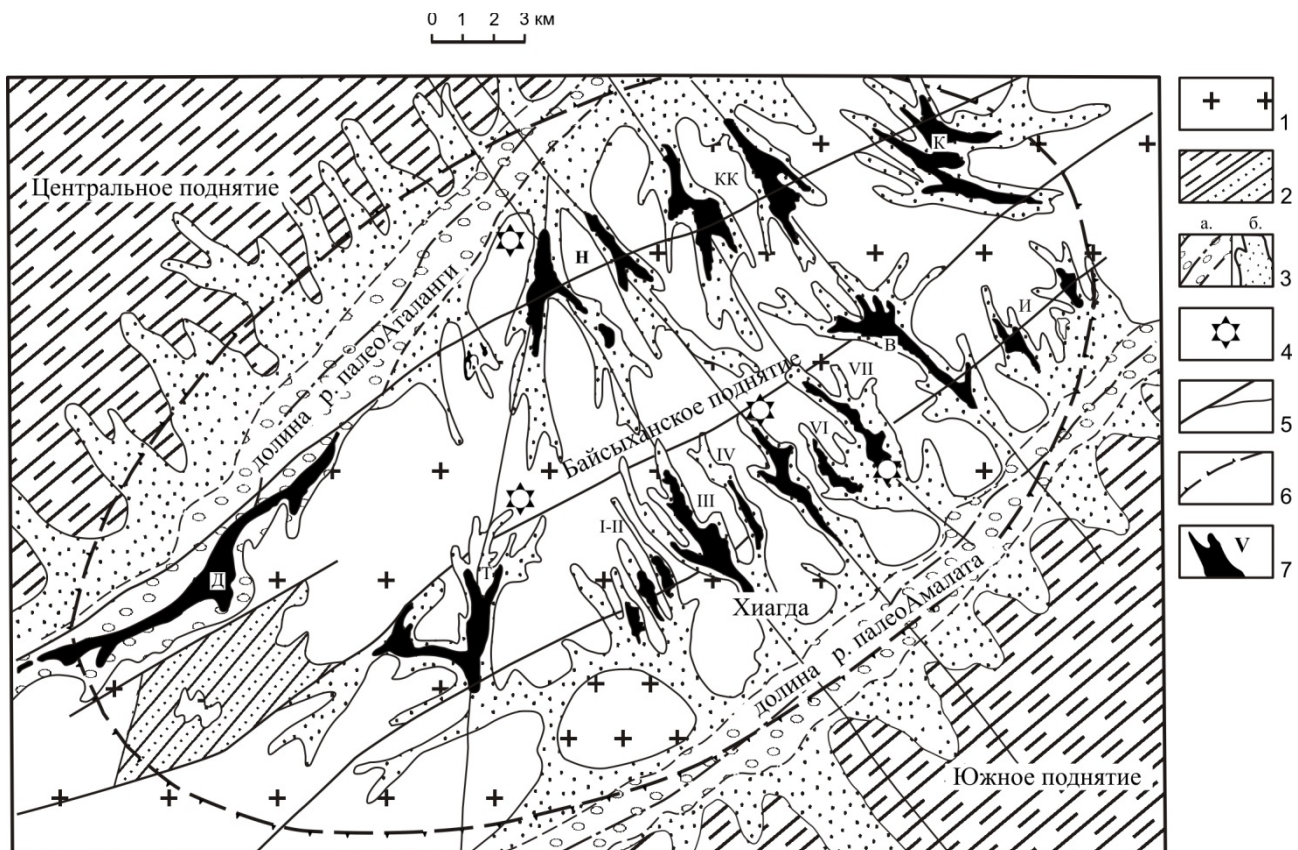 0 1 2 3 км
Центральное поднятие
долина р. палеоАталанги
Байсыханское поднятие
долина р. палеоАмалата
Южное поднятие
Хиагда
К
КК
Н
И
В
VII
VI
IV
III
I-II
Т
Д
1
2
а. б.
3
4
5
6
V
7